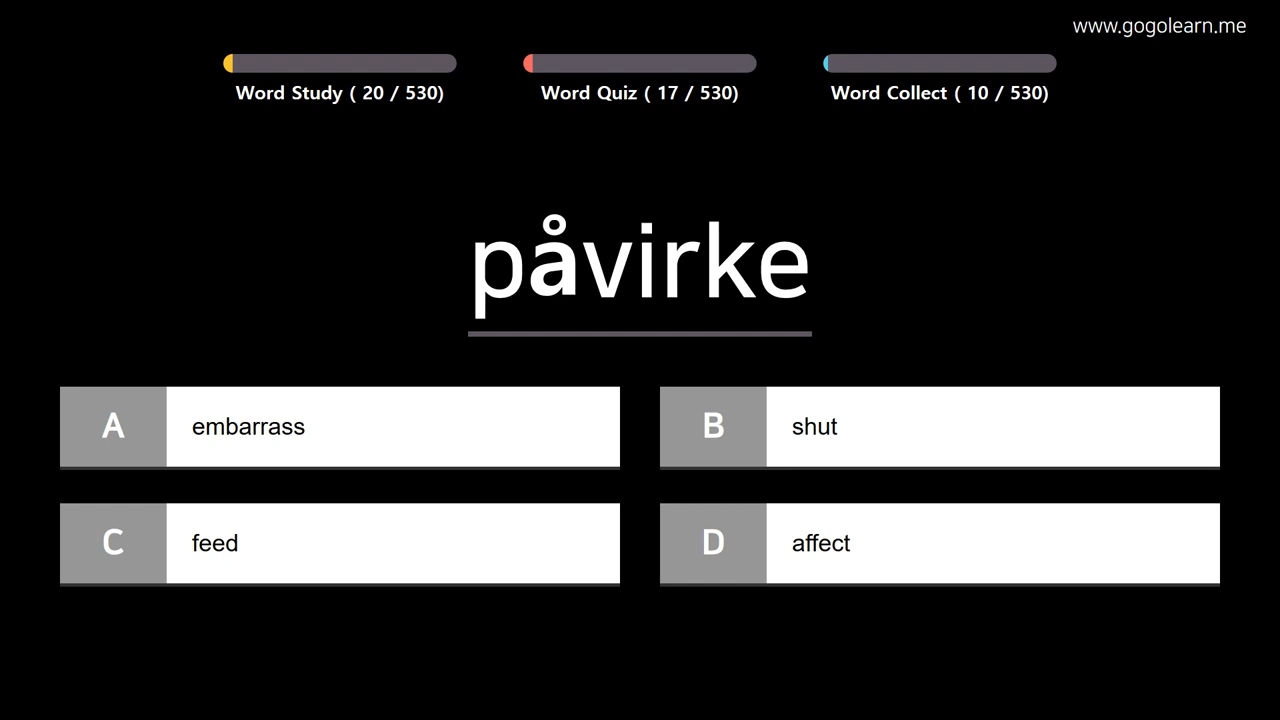 www.gogolearn.me
Word Study ( 20 / 530)
Word Quiz ( 17 / 530)
Word Collect ( 10 / 530)
påvirke
A embarrass
B shut
C feed
D affect